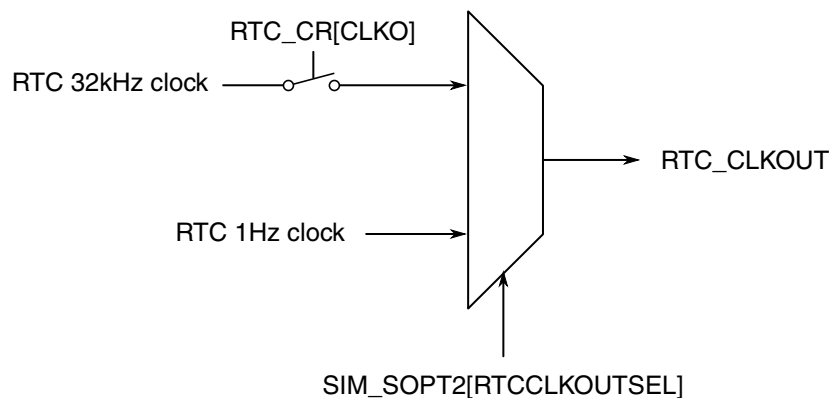 RTC_CR[CLKO]
RTC 32kHz clock
RTC_CLKOUT
RTC 1Hz clock
SIM_SOPT2[RTCCLKOUTSEL]